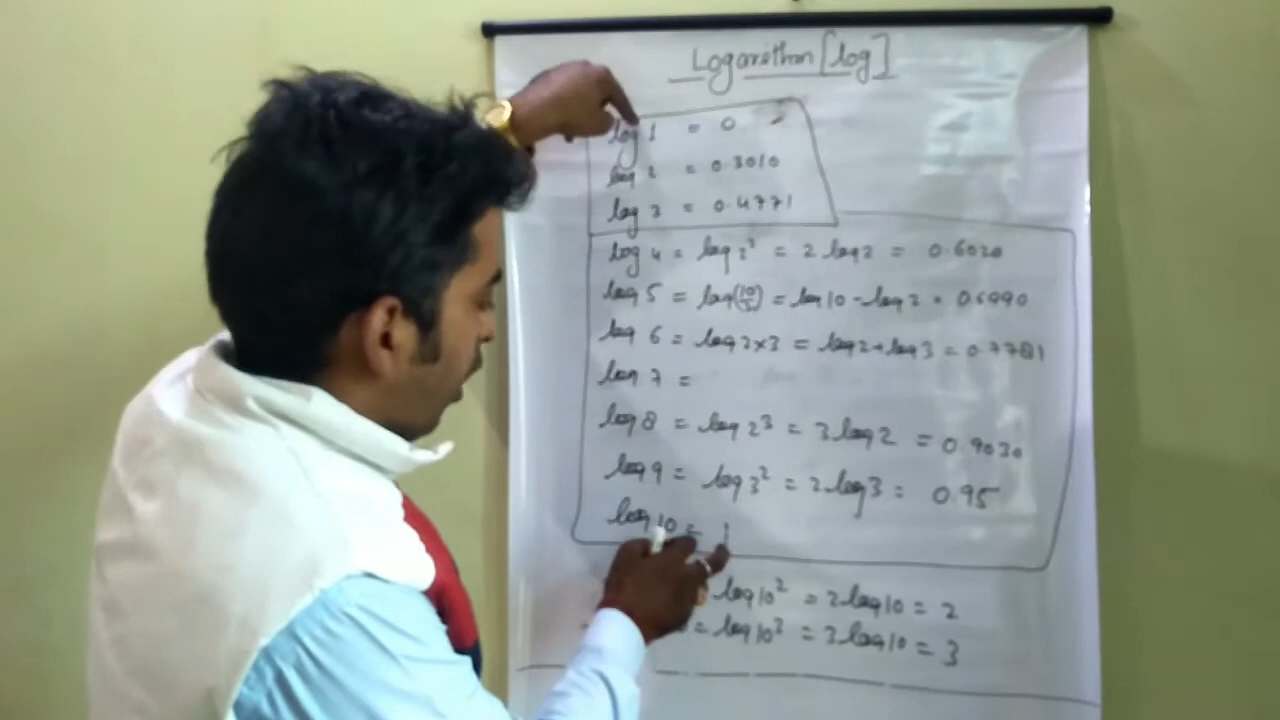 Logarithm [log]
log 1 = 0
log 2 = 0.3010
log 3 = 0.4771
log 4 = log 2² = 2 log 2 = 0.6020
log 5 = log(10/2) = log 10 - log 2 = 0.6990
log 6 = log 2×3 = log 2 + log 3 = 0.7781
log 7 =
log 8 = log 2³ = 3 log 2 = 0.9030
log 9 = log 3² = 2 log 3 = 0.95
log 10 = 1
log 10² = 2 log 10 = 2
= log 10³ = 3 log 10 = 3